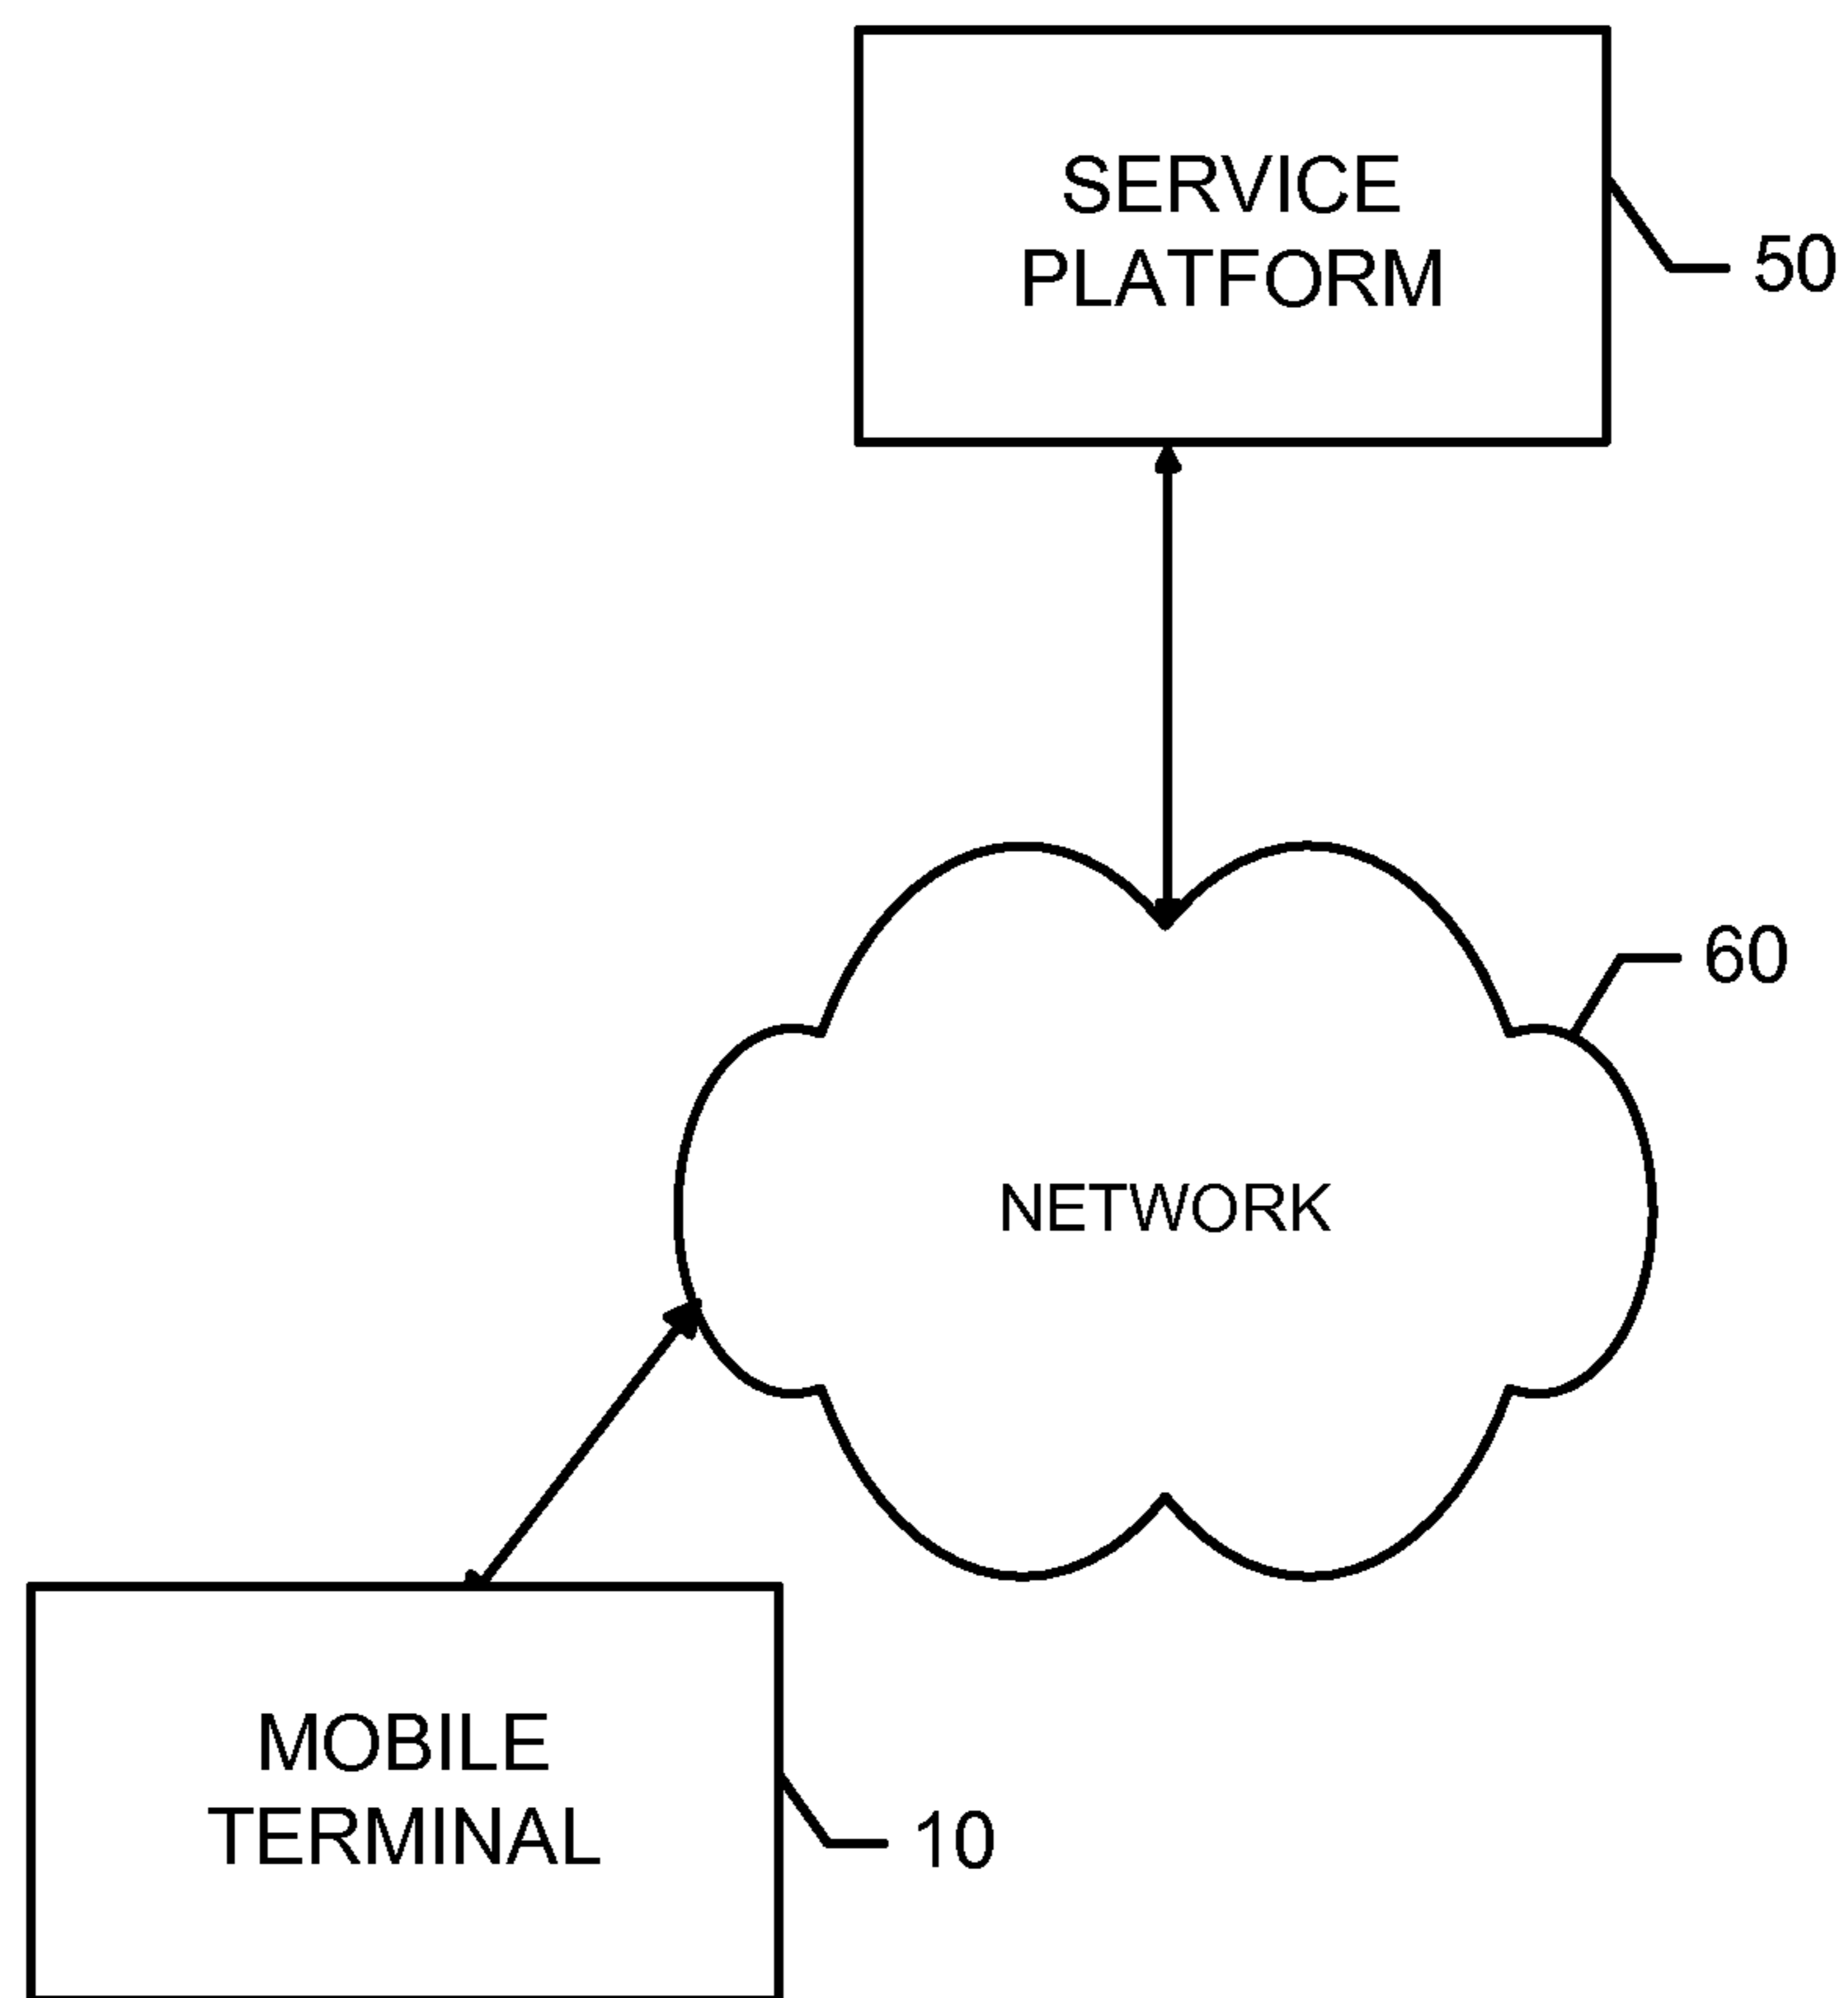 SERVICE
PLATFORM
50
60
NETWORK
MOBILE
TERMINAL
10